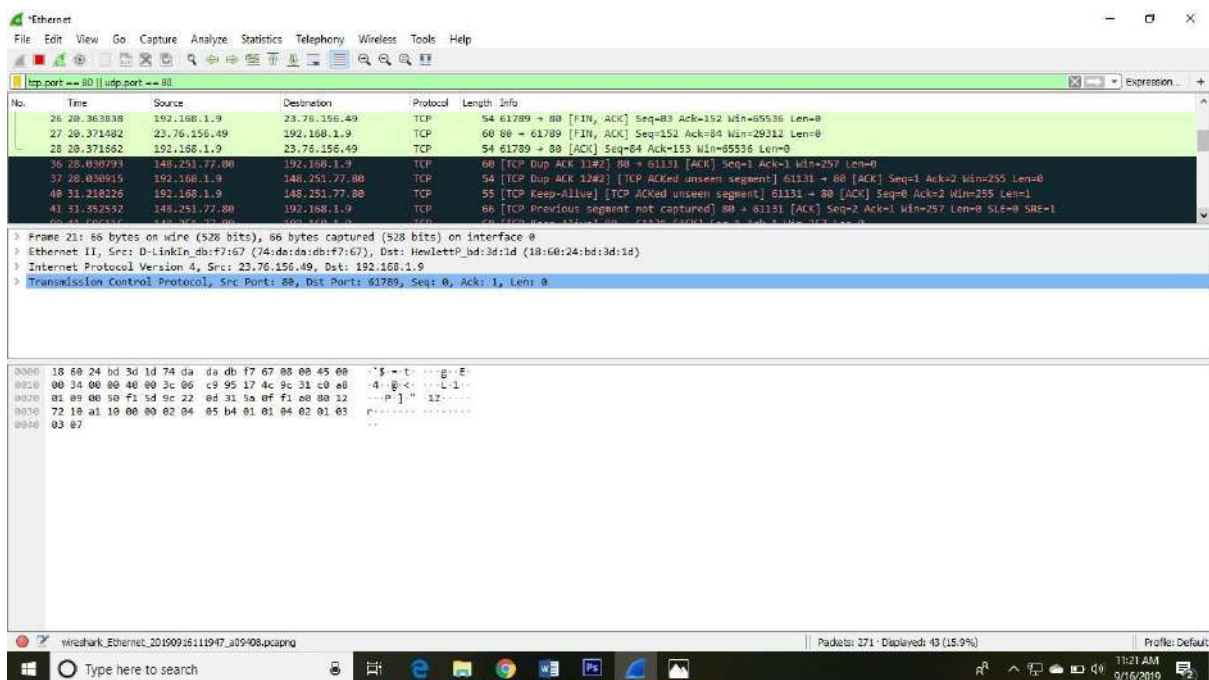 *Ethernet
File Edit View Go Capture Analyze Statistics Telephony Wireless Tools Help
tcp.port == 80 || udp.port == 80 Expression... +
No. Time Source Destination Protocol Length Info
26 20.363838 192.168.1.9 23.76.156.49 TCP 54 61789 → 80 [FIN, ACK] Seq=83 Ack=152 Win=65536 Len=0
27 20.371482 23.76.156.49 192.168.1.9 TCP 60 80 → 61789 [FIN, ACK] Seq=152 Ack=84 Win=29312 Len=0
28 20.371662 192.168.1.9 23.76.156.49 TCP 54 61789 → 80 [ACK] Seq=84 Ack=153 Win=65536 Len=0
36 28.030793 148.251.77.80 192.168.1.9 TCP 60 [TCP Dup ACK 11#2] 80 → 61131 [ACK] Seq=1 Ack=1 Win=257 Len=0
37 28.030915 192.168.1.9 148.251.77.80 TCP 54 [TCP Dup ACK 12#2] [TCP ACKed unseen segment] 61131 → 80 [ACK] Seq=1 Ack=2 Win=255 Len=0
40 31.210226 192.168.1.9 148.251.77.80 TCP 55 [TCP Keep-Alive] [TCP ACKed unseen segment] 61131 → 80 [ACK] Seq=0 Ack=2 Win=255 Len=1
41 31.352532 148.251.77.80 192.168.1.9 TCP 66 [TCP Previous segment not captured] 80 → 61131 [ACK] Seq=2 Ack=1 Win=257 Len=0 SLE=0 SRE=1
> Frame 21: 66 bytes on wire (528 bits), 66 bytes captured (528 bits) on interface 0
> Ethernet II, Src: D-LinkIn_db:f7:67 (74:da:da:db:f7:67), Dst: HewlettP_bd:3d:1d (18:60:24:bd:3d:1d)
> Internet Protocol Version 4, Src: 23.76.156.49, Dst: 192.168.1.9
> Transmission Control Protocol, Src Port: 80, Dst Port: 61789, Seq: 0, Ack: 1, Len: 0
0000 18 60 24 bd 3d 1d 74 da da db f7 67 08 00 45 00 ·`$·=·t· ···g··E·
0010 00 34 00 00 40 00 3c 06 c9 95 17 4c 9c 31 c0 a8 ·4··@·<· ···L·1··
0020 01 09 00 50 f1 5d 9c 22 0d 31 5a 0f f1 a0 80 12 ···P·]·" ·1Z·····
0030 72 10 a1 10 00 00 02 04 05 b4 01 01 04 02 01 03 r······· ········
0040 03 07 ··
wireshark_Ethernet_20190916111947_a09408.pcapng Packets: 271 · Displayed: 43 (15.9%) Profile: Default
Type here to search 11:21 AM
9/16/2019